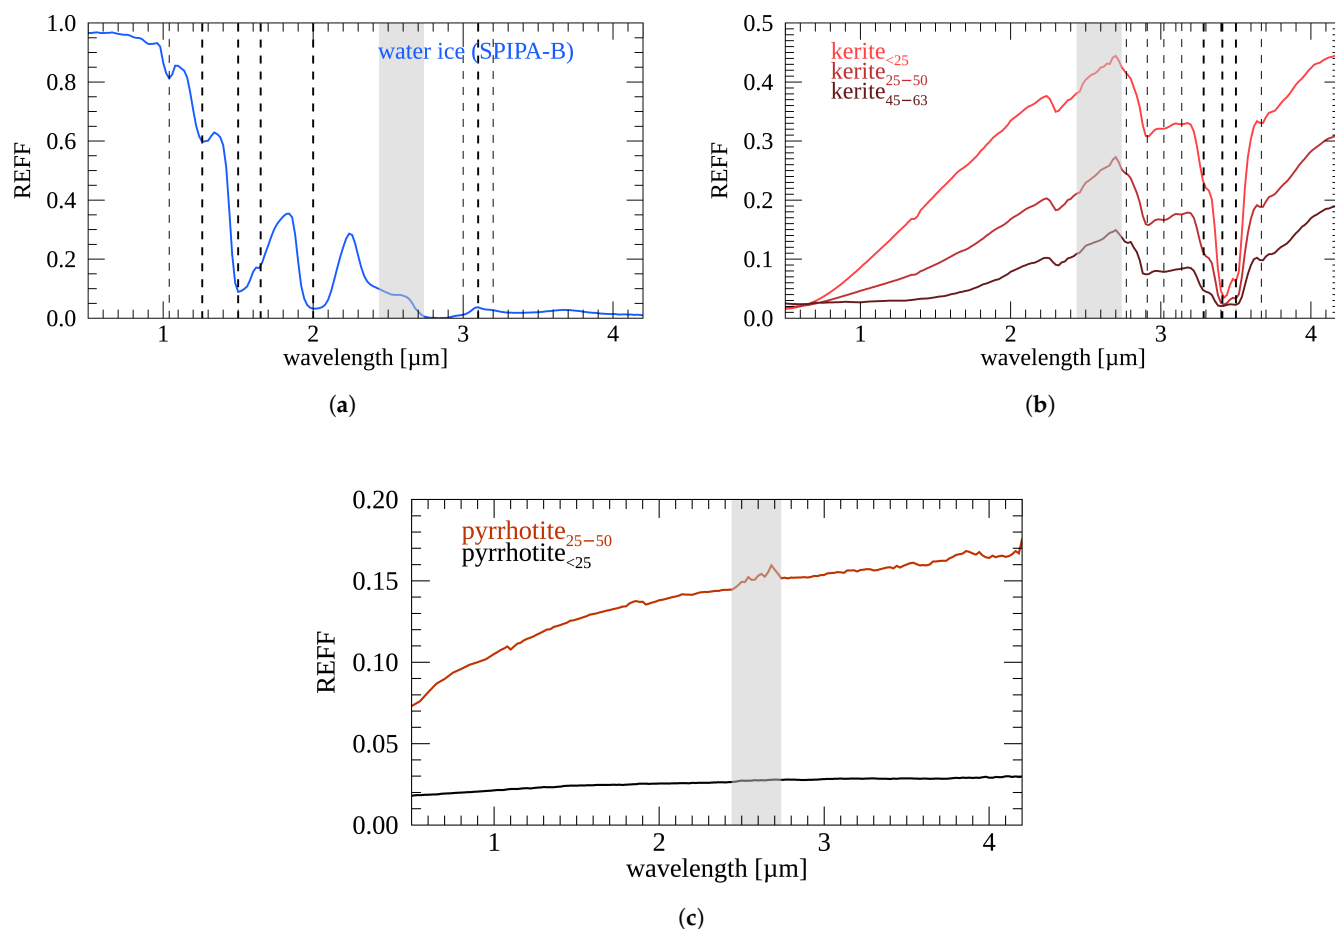 1.0
0.8
0.6
0.4
0.2
0.0
REFF
water ice (SPIPA-B)
1 2 3 4
wavelength [µm]
(a)
0.5
0.4
0.3
0.2
0.1
0.0
REFF
kerite<25
kerite25−50
kerite45−63
1 2 3 4
wavelength [µm]
(b)
0.20
0.15
0.10
0.05
0.00
REFF
pyrrhotite25−50
pyrrhotite<25
1 2 3 4
wavelength [µm]
(c)